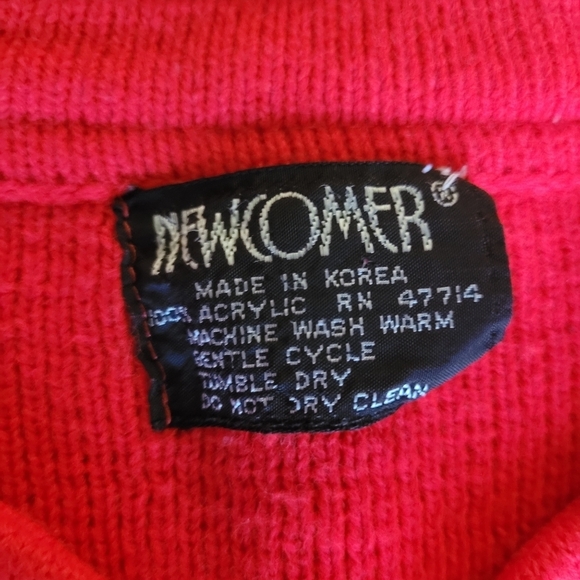 NEWCOMER®
MADE IN KOREA
100% ACRYLIC RN 47714
MACHINE WASH WARM
GENTLE CYCLE
TUMBLE DRY
DO NOT DRY CLEAN